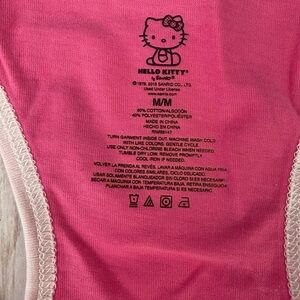 HELLO KITTY
by Sanrio
© 1976, 2015 SANRIO CO., LTD.
Used Under License
www.sanrio.com
M/M
60% COTTON/ALGODÓN
40% POLYESTER/POLIÉSTER
MADE IN CHINA
HECHO EN CHINA
TURN GARMENT INSIDE OUT. MACHINE WASH COLD
WITH LIKE COLORS. GENTLE CYCLE.
USE ONLY NON-CHLORINE BLEACH WHEN NEEDED.
TUMBLE DRY LOW. REMOVE PROMPTLY.
COOL IRON IF NEEDED.
VOLVER LA PRENDA AL REVÉS. LAVAR A MÁQUINA CON AGUA FRÍA
CON COLORES SIMILARES. CICLO DELICADO.
USAR SOLAMENTE BLANQUEADOR SIN CLORO SI ES NECESARIO.
SECAR A MÁQUINA A TEMPERATURA BAJA. RETIRAR ENSEGUIDA.
PLANCHAR A BAJA TEMPERATURA SI ES NECESARIO.